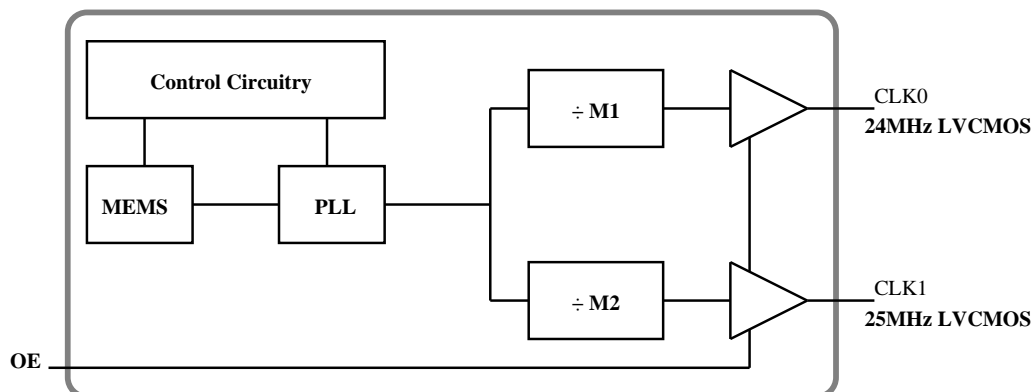 Control Circuitry
÷ M1
CLK0
24MHz LVCMOS
MEMS
PLL
÷ M2
CLK1
25MHz LVCMOS
OE